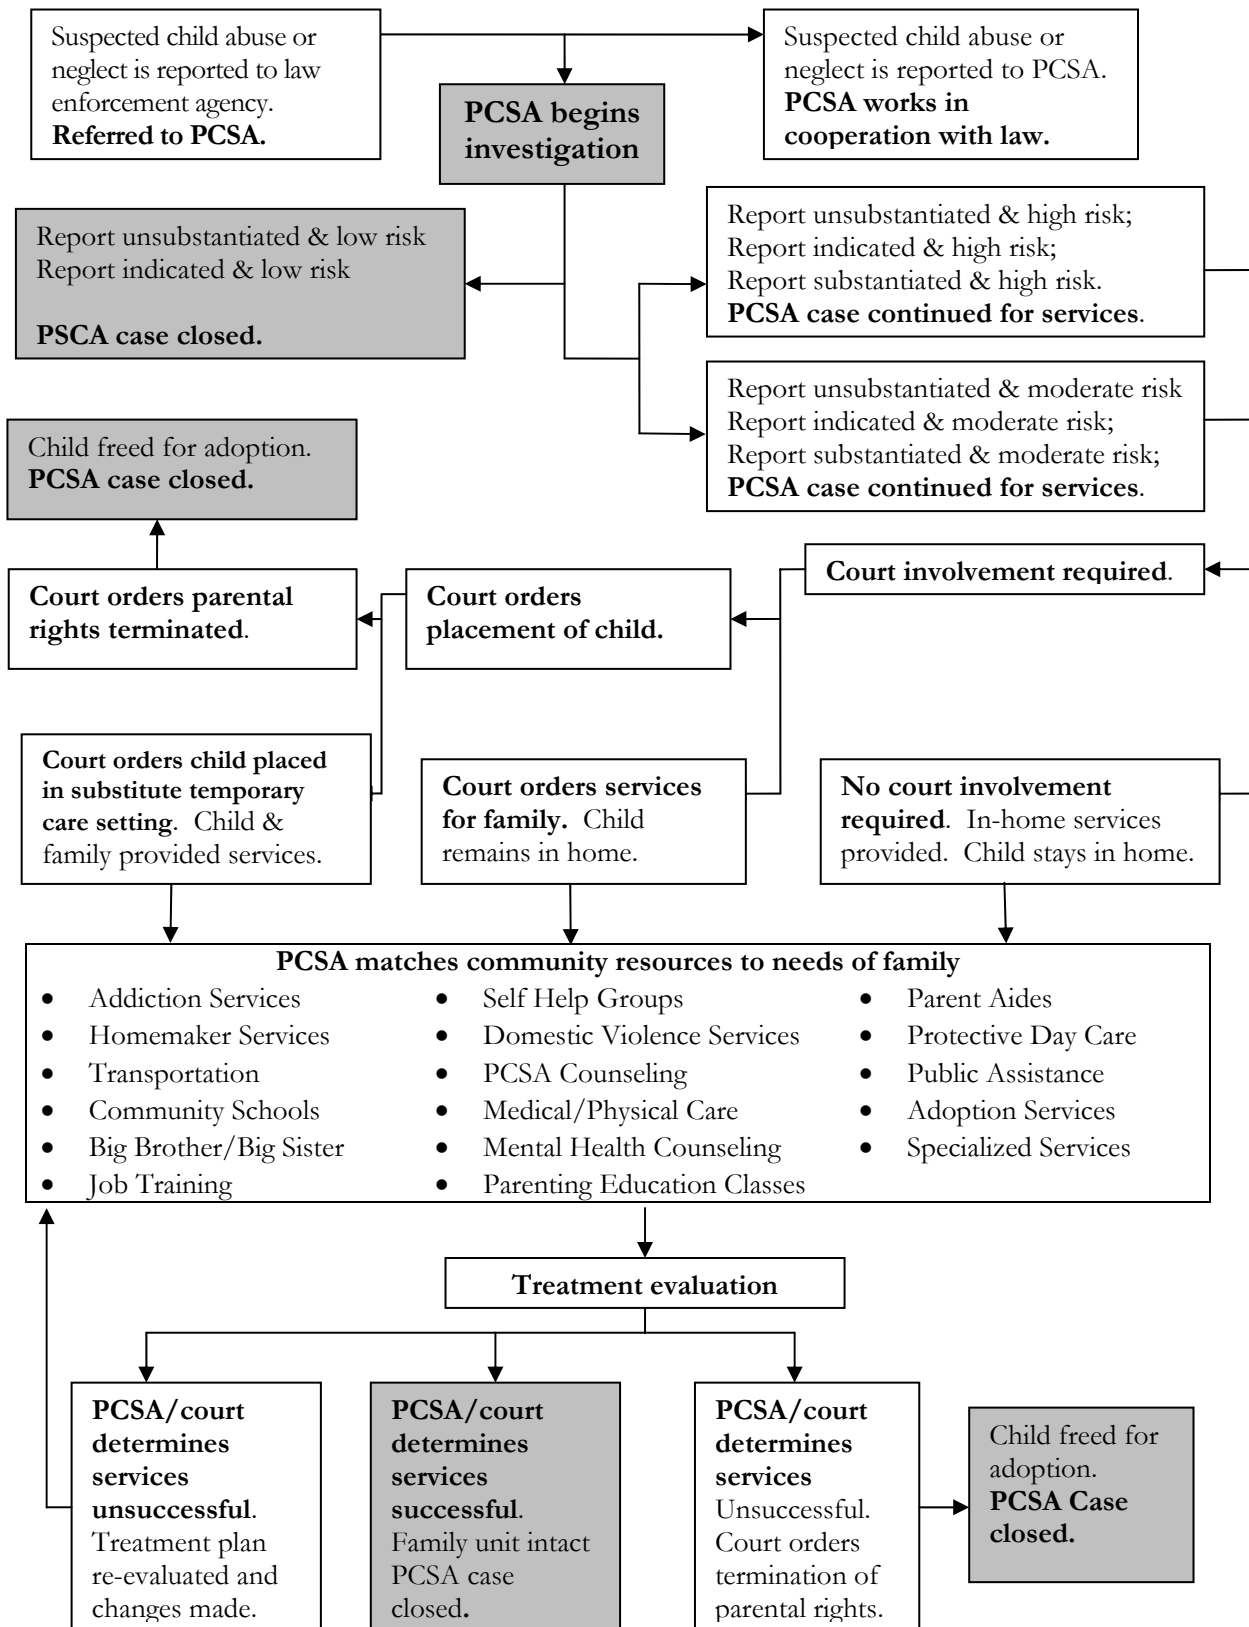 Suspected child abuse or
neglect is reported to law
enforcement agency.
Referred to PCSA.
Suspected child abuse or
neglect is reported to PCSA.
PCSA works in
cooperation with law.
PCSA begins
investigation
Report unsubstantiated & low risk
Report indicated & low risk
PSCA case closed.
Report unsubstantiated & high risk;
Report indicated & high risk;
Report substantiated & high risk.
PCSA case continued for services.
Report unsubstantiated & moderate risk
Report indicated & moderate risk;
Report substantiated & moderate risk;
PCSA case continued for services.
Child freed for adoption.
PCSA case closed.
Court involvement required.
Court orders parental
rights terminated.
Court orders
placement of child.
Court orders child placed
in substitute temporary
care setting. Child &
family provided services.
Court orders services
for family. Child
remains in home.
No court involvement
required. In-home services
provided. Child stays in home.
PCSA matches community resources to needs of family
• Addiction Services
• Homemaker Services
• Transportation
• Community Schools
• Big Brother/Big Sister
• Job Training
• Self Help Groups
• Domestic Violence Services
• PCSA Counseling
• Medical/Physical Care
• Mental Health Counseling
• Parenting Education Classes
• Parent Aides
• Protective Day Care
• Public Assistance
• Adoption Services
• Specialized Services
Treatment evaluation
PCSA/court
determines
services
unsuccessful.
Treatment plan
re-evaluated and
changes made.
PCSA/court
determines
services
successful.
Family unit intact
PCSA case
closed.
PCSA/court
determines
services
Unsuccessful.
Court orders
termination of
parental rights.
Child freed for
adoption.
PCSA Case
closed.